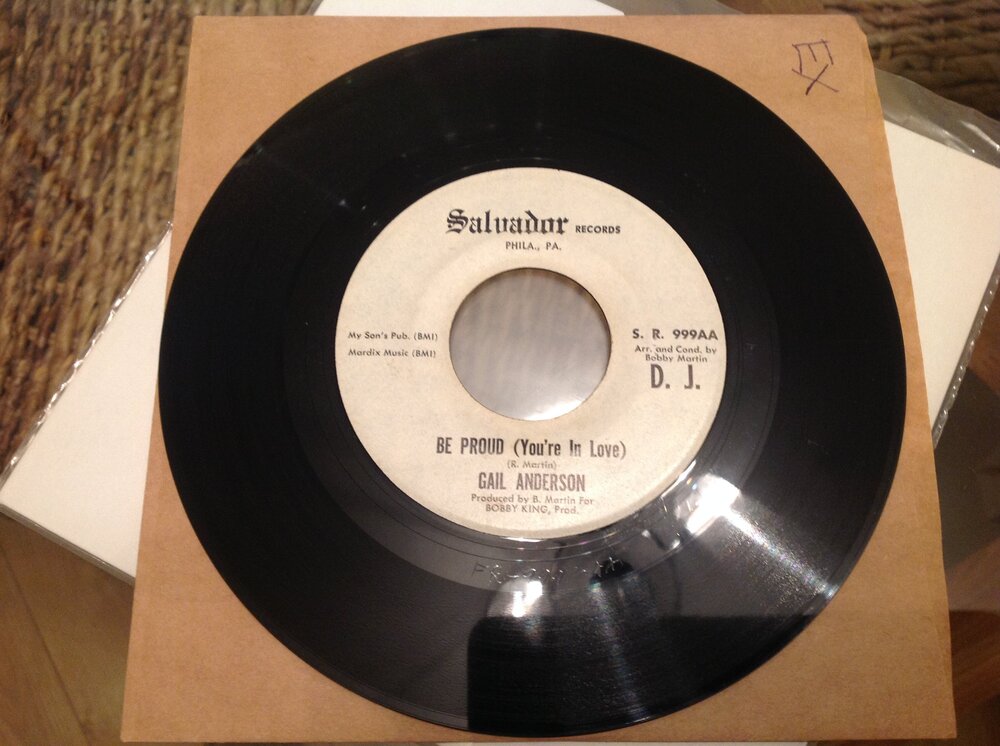 EX
Salvador RECORDS
PHILA., PA.
My Son's Pub. (BMI)
Mardix Music (BMI)
S. R. 999AA
Arr. and Cond. by
Bobby Martin
D. J.
BE PROUD (You're In Love)
(R. Martin)
GAIL ANDERSON
Produced by B. Martin For
BOBBY KING, Prod.